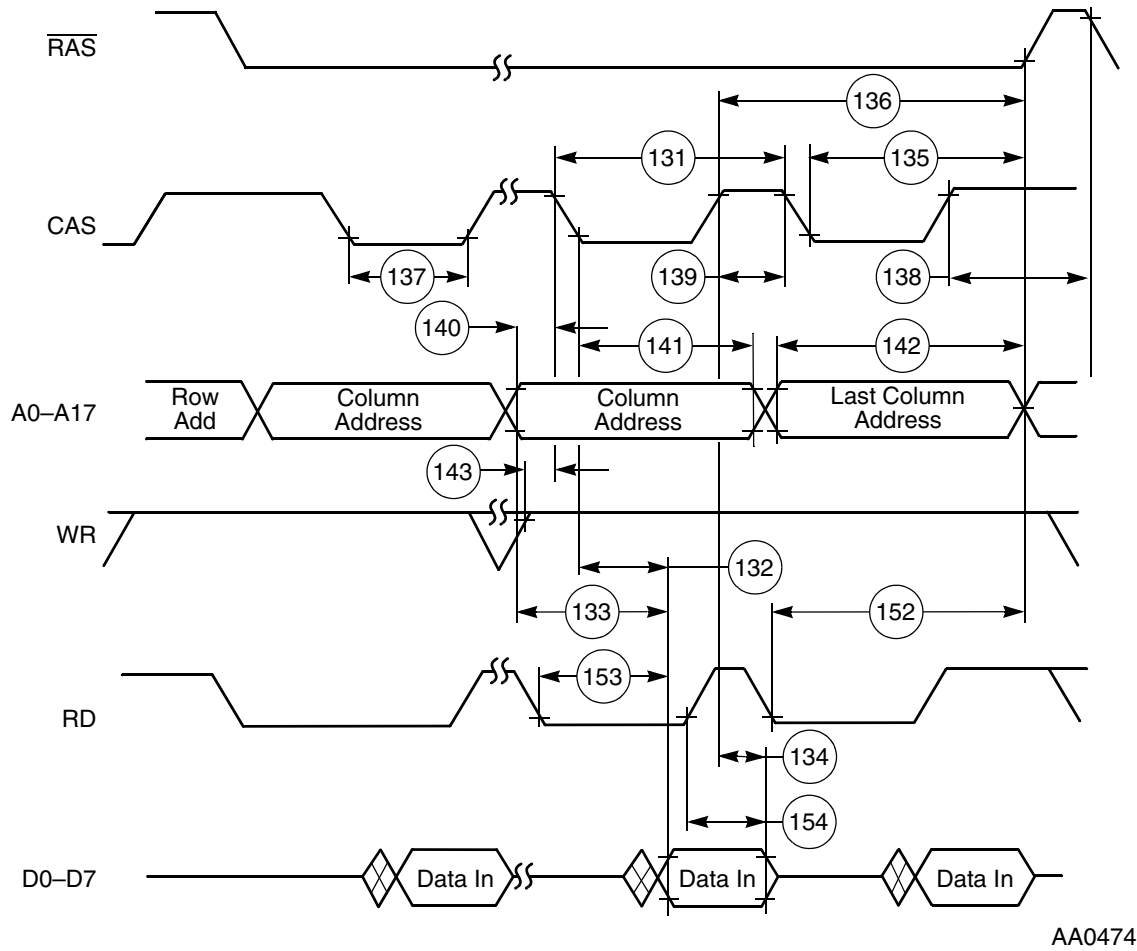 RAS
136
131
135
CAS
137
139
138
140
141
142
A0–A17
Row
Add
Column
Address
Column
Address
Last Column
Address
143
WR
132
133
152
153
RD
134
154
D0–D7
Data In
Data In
Data In
AA0474